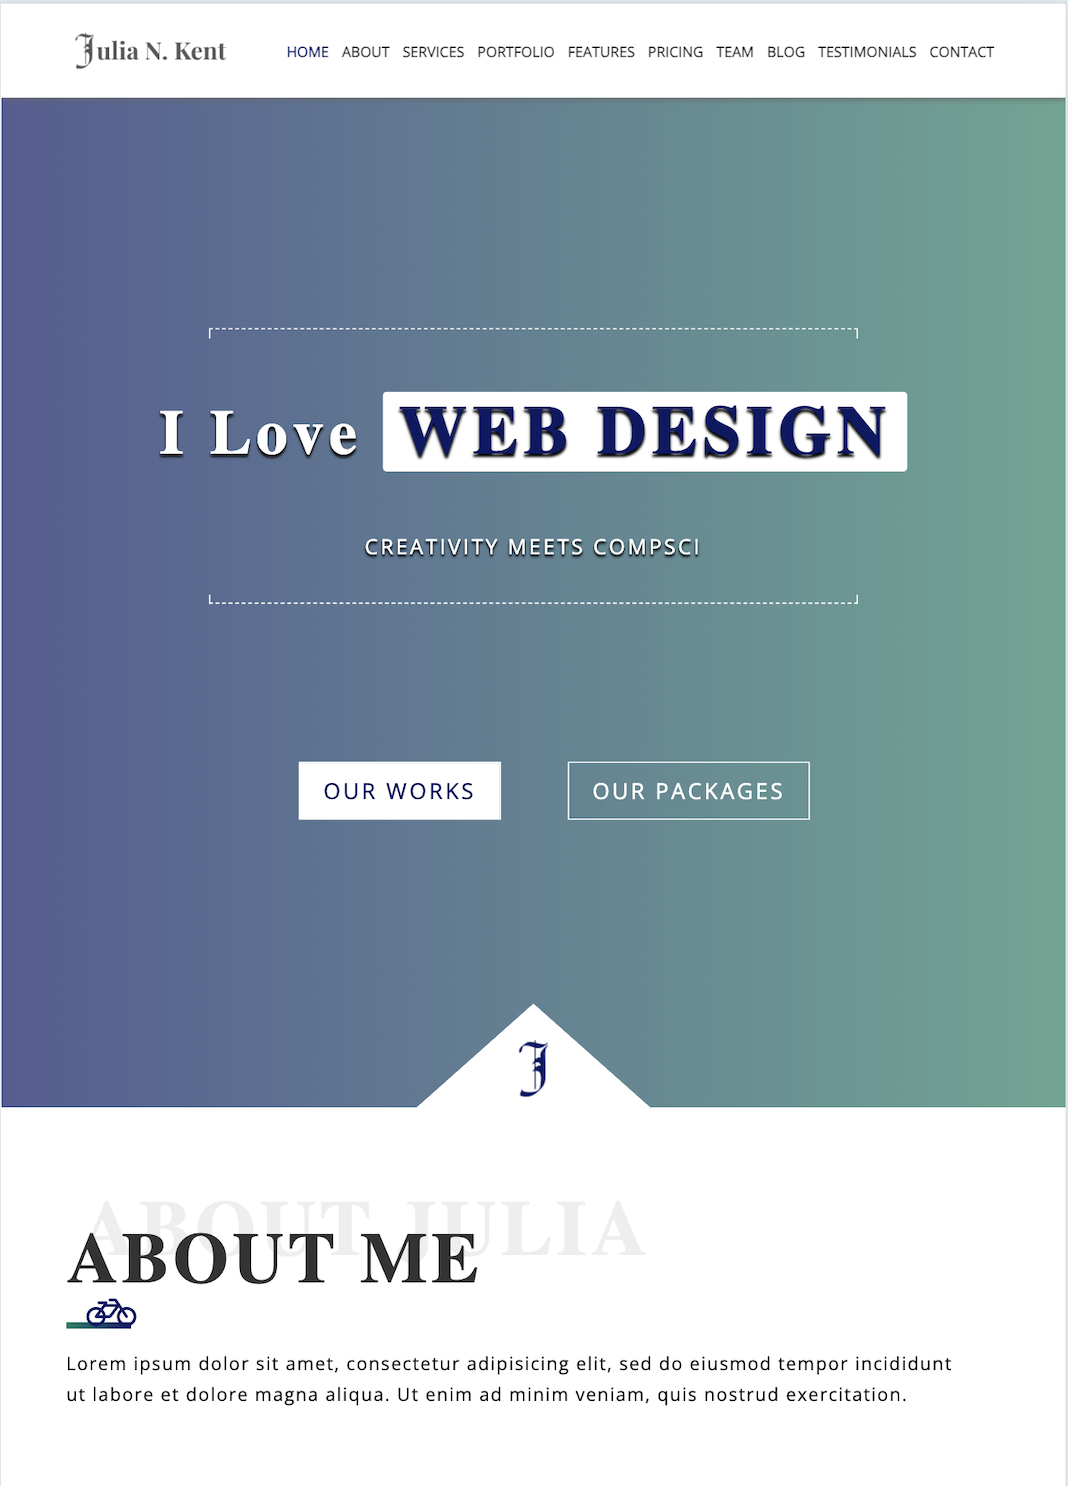 Julia N. Kent
HOME ABOUT SERVICES PORTFOLIO FEATURES PRICING TEAM BLOG TESTIMONIALS CONTACT
I Love WEB DESIGN
CREATIVITY MEETS COMPSCI
OUR WORKS
OUR PACKAGES
J
ABOUT JULIA
ABOUT ME
Lorem ipsum dolor sit amet, consectetur adipisicing elit, sed do eiusmod tempor incididunt
ut labore et dolore magna aliqua. Ut enim ad minim veniam, quis nostrud exercitation.